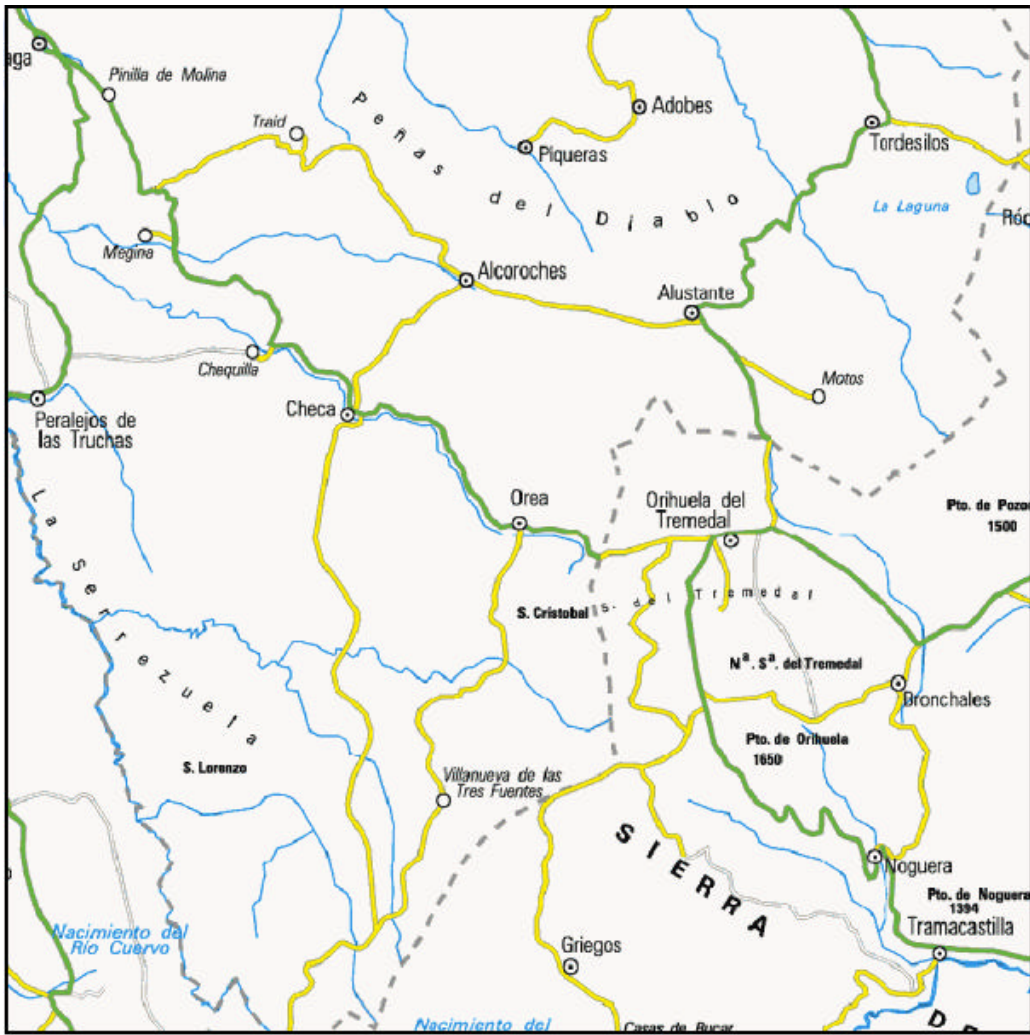 aga
Pinilla de Molina
Traid
Adobes
Piqueras
Tordesilos
Peñas
del
Diablo
La Laguna
Ród
Megina
Alcoroches
Alustante
Chequilla
Motos
Checa
Peralejos de
las Truchas
Orea
Orihuela del
Tremedal
Pto. de Pozo
1500
La Serrezuela
S. Cristobal
S. del Tremedal
Nª. Sª. del Tremedal
Bronchales
Pto. de Orihuela
1650
S. Lorenzo
Villanueva de las
Tres Fuentes
SIERRA
Noguera
Pto. de Noguera
1394
Tramacastilla
Nacimiento del
Río Cuervo
Griegos
Nacimiento del
Casas de Bucar
DE